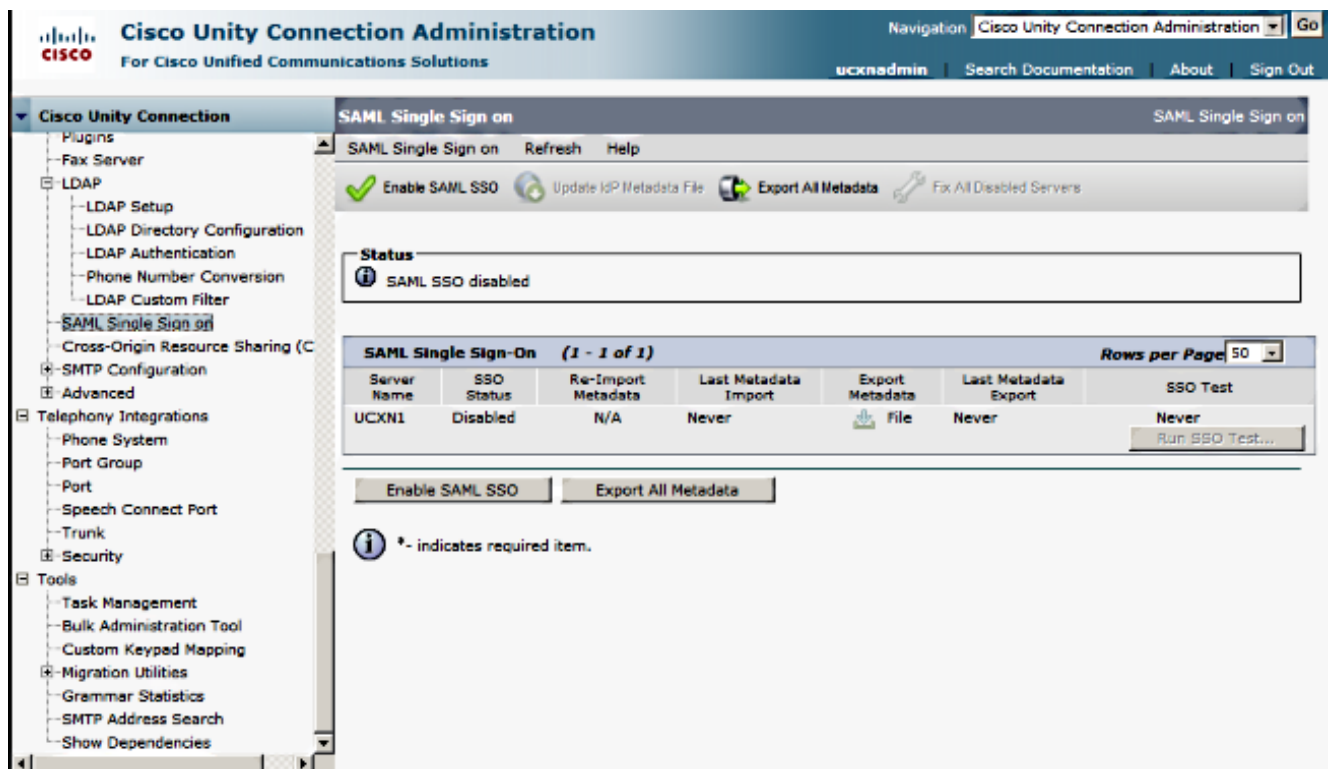 Cisco Unity Connection Administration
For Cisco Unified Communications Solutions
CISCO
Navigation Cisco Unity Connection Administration Go
ucxnadmin | Search Documentation | About | Sign Out
Cisco Unity Connection
Plugins
Fax Server
LDAP
LDAP Setup
LDAP Directory Configuration
LDAP Authentication
Phone Number Conversion
LDAP Custom Filter
SAML Single Sign on
Cross-Origin Resource Sharing (C
SMTP Configuration
Advanced
Telephony Integrations
Phone System
Port Group
Port
Speech Connect Port
Trunk
Security
Tools
Task Management
Bulk Administration Tool
Custom Keypad Mapping
Migration Utilities
Grammar Statistics
SMTP Address Search
Show Dependencies
SAML Single Sign on SAML Single Sign on
SAML Single Sign on Refresh Help
Enable SAML SSO Update IdP Metadata File Export All Metadata Fix All Disabled Servers
Status
SAML SSO disabled
SAML Single Sign-On (1 - 1 of 1) Rows per Page 50
Server Name SSO Status Re-Import Metadata Last Metadata Import Export Metadata Last Metadata Export SSO Test
UCXN1 Disabled N/A Never File Never Never
Run SSO Test...
Enable SAML SSO Export All Metadata
*- indicates required item.